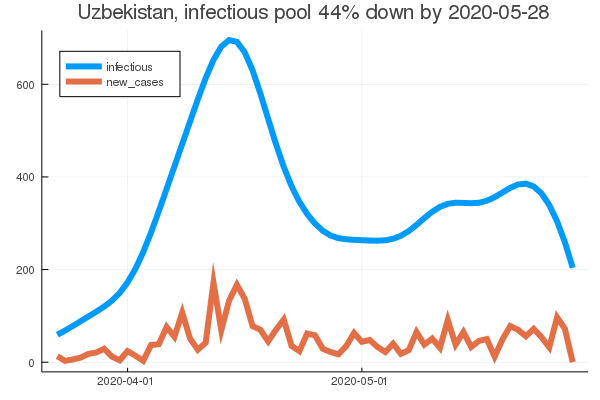 Uzbekistan, infectious pool 44% down by 2020-05-28
infectious
new_cases
600
400
200
0
2020-04-01
2020-05-01